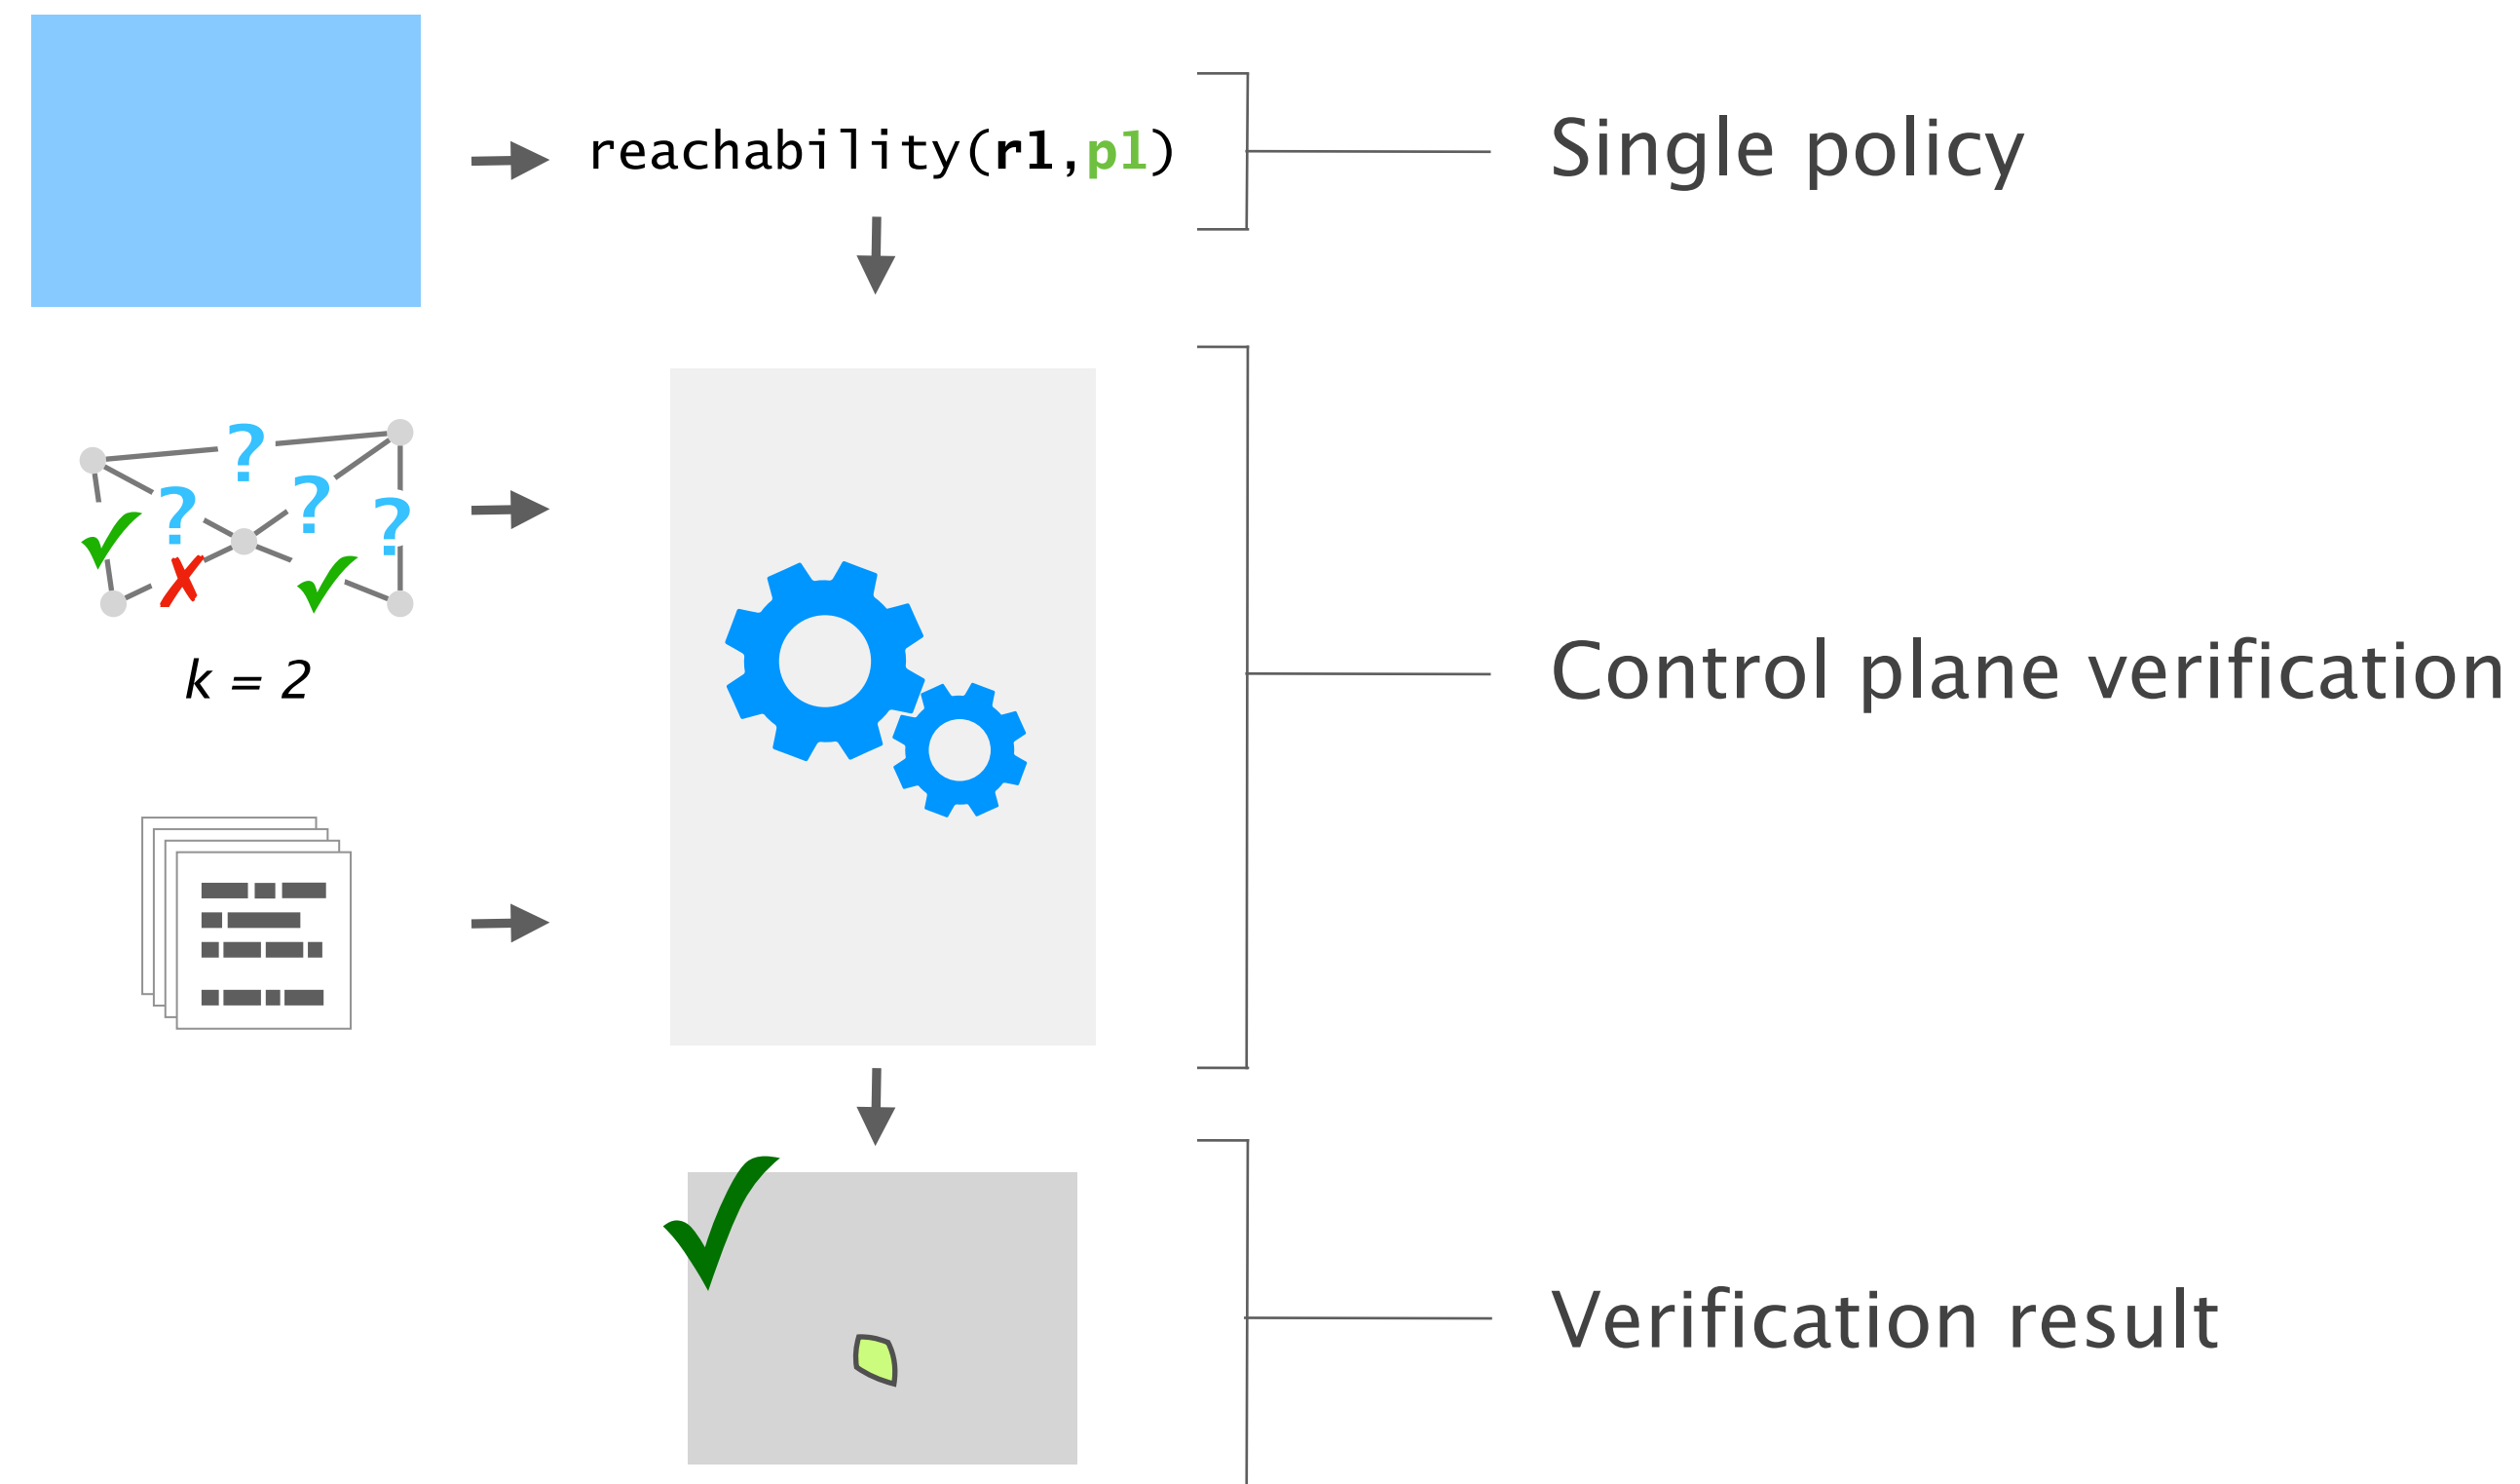 reachability(r1,p1)
Single policy
? ? ? ?
k = 2
Control plane verification
Verification result